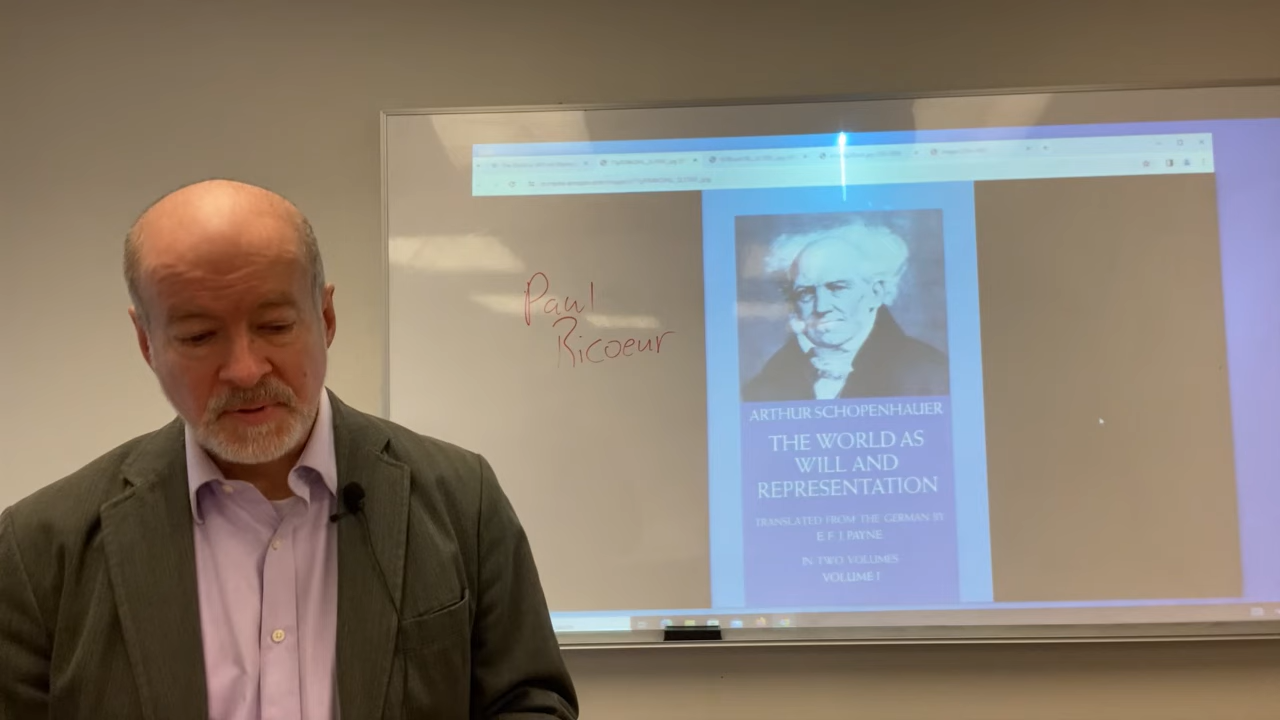 Paul
Ricoeur
ARTHUR SCHOPENHAUER
THE WORLD AS
WILL AND
REPRESENTATION
TRANSLATED FROM THE GERMAN BY
E. F. J. PAYNE
IN TWO VOLUMES
VOLUME I